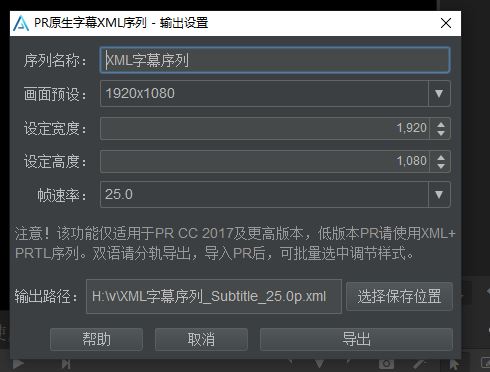 PR原生字幕XML序列 - 输出设置
序列名称： XML字幕序列
画面预设： 1920x1080
设定宽度： 1,920
设定高度： 1,080
帧速率： 25.0
注意！该功能仅适用于PR CC 2017及更高版本，低版本PR请使用XML+
PRTL序列。双语请分轨导出，导入PR后，可批量选中调节样式。
输出路径： H:\v\XML字幕序列_Subtitle_25.0p.xml 选择保存位置
帮助 取消 导出